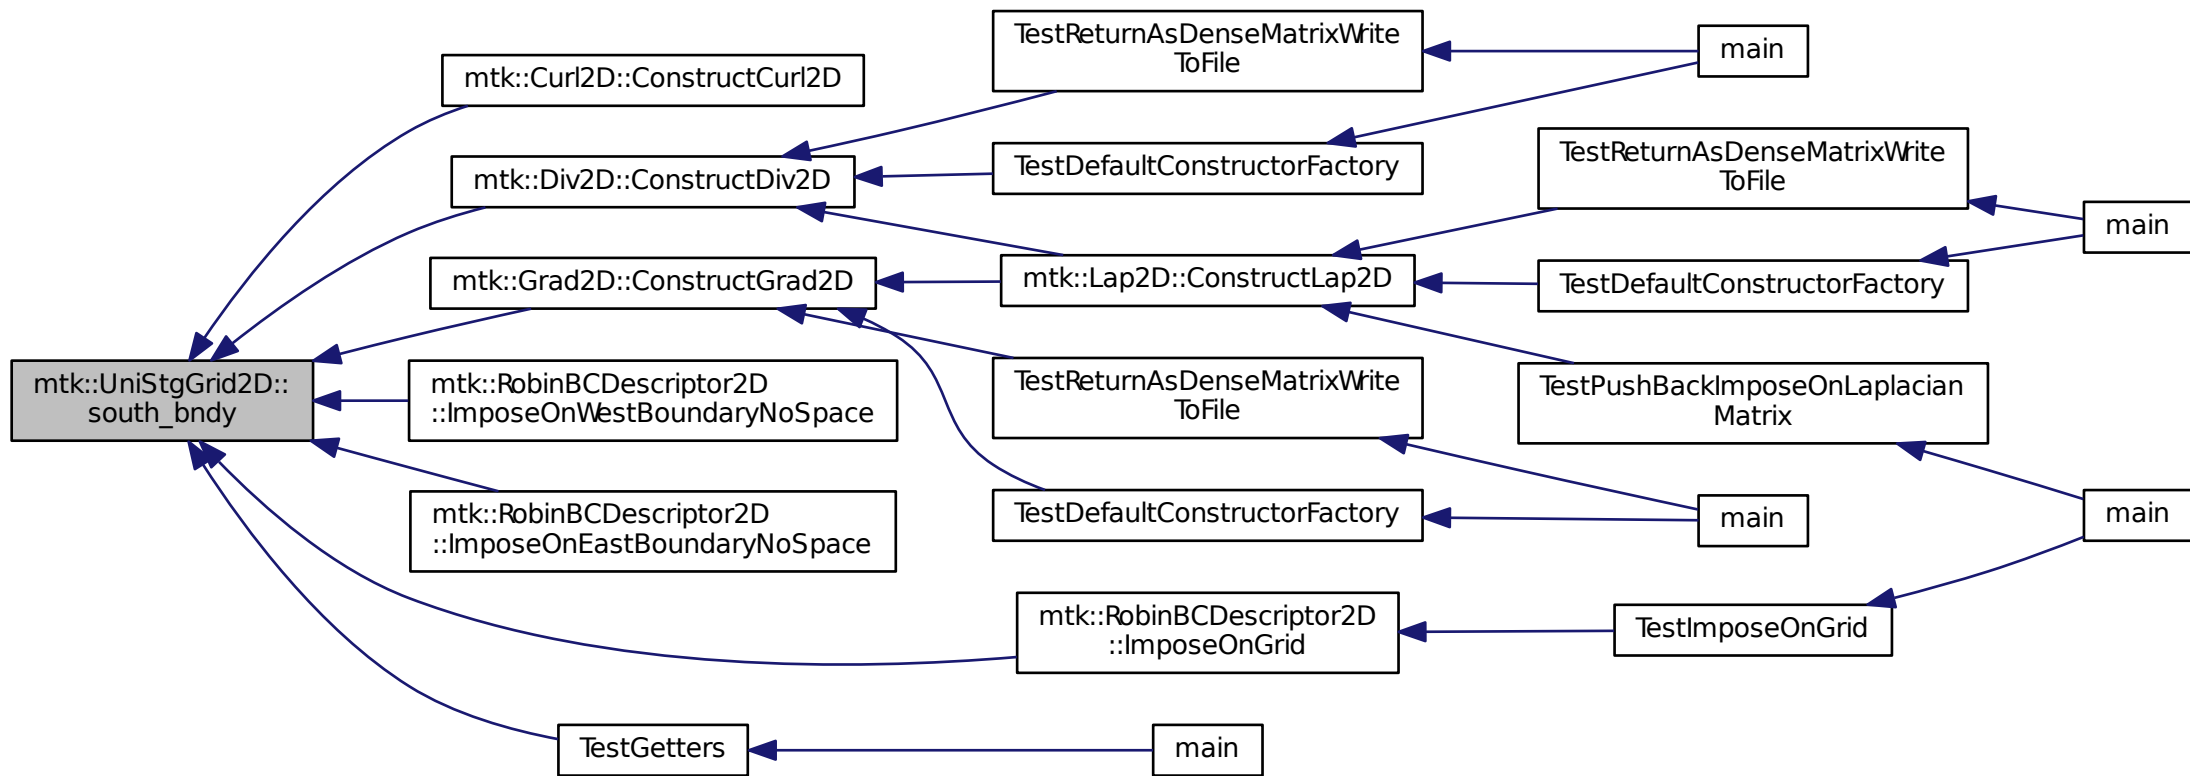 mtk::UniStgGrid2D::
south_bndy
mtk::Curl2D::ConstructCurl2D
mtk::Div2D::ConstructDiv2D
mtk::Grad2D::ConstructGrad2D
mtk::RobinBCDescriptor2D
::ImposeOnWestBoundaryNoSpace
mtk::RobinBCDescriptor2D
::ImposeOnEastBoundaryNoSpace
TestGetters
TestReturnAsDenseMatrixWrite
ToFile
TestDefaultConstructorFactory
mtk::Lap2D::ConstructLap2D
TestReturnAsDenseMatrixWrite
ToFile
TestDefaultConstructorFactory
mtk::RobinBCDescriptor2D
::ImposeOnGrid
main
main
TestReturnAsDenseMatrixWrite
ToFile
TestDefaultConstructorFactory
TestPushBackImposeOnLaplacian
Matrix
main
TestImposeOnGrid
main
main